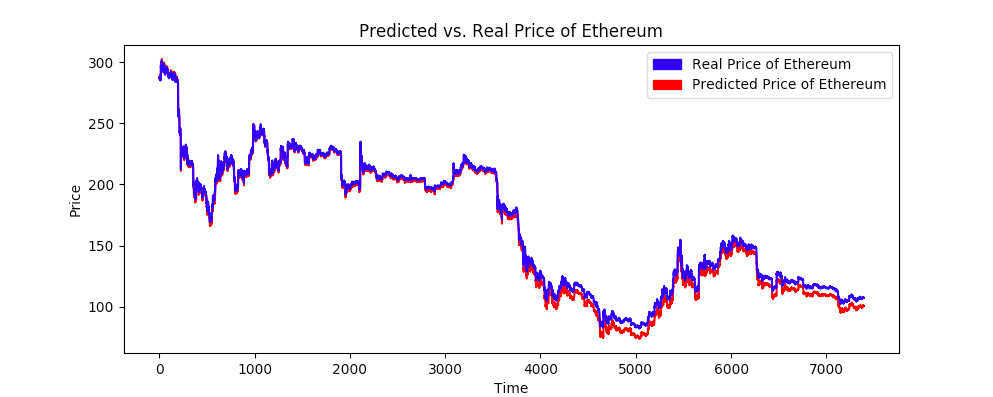 Predicted vs. Real Price of Ethereum
Real Price of Ethereum
Predicted Price of Ethereum
300
250
200
150
100
Price
0 1000 2000 3000 4000 5000 6000 7000
Time